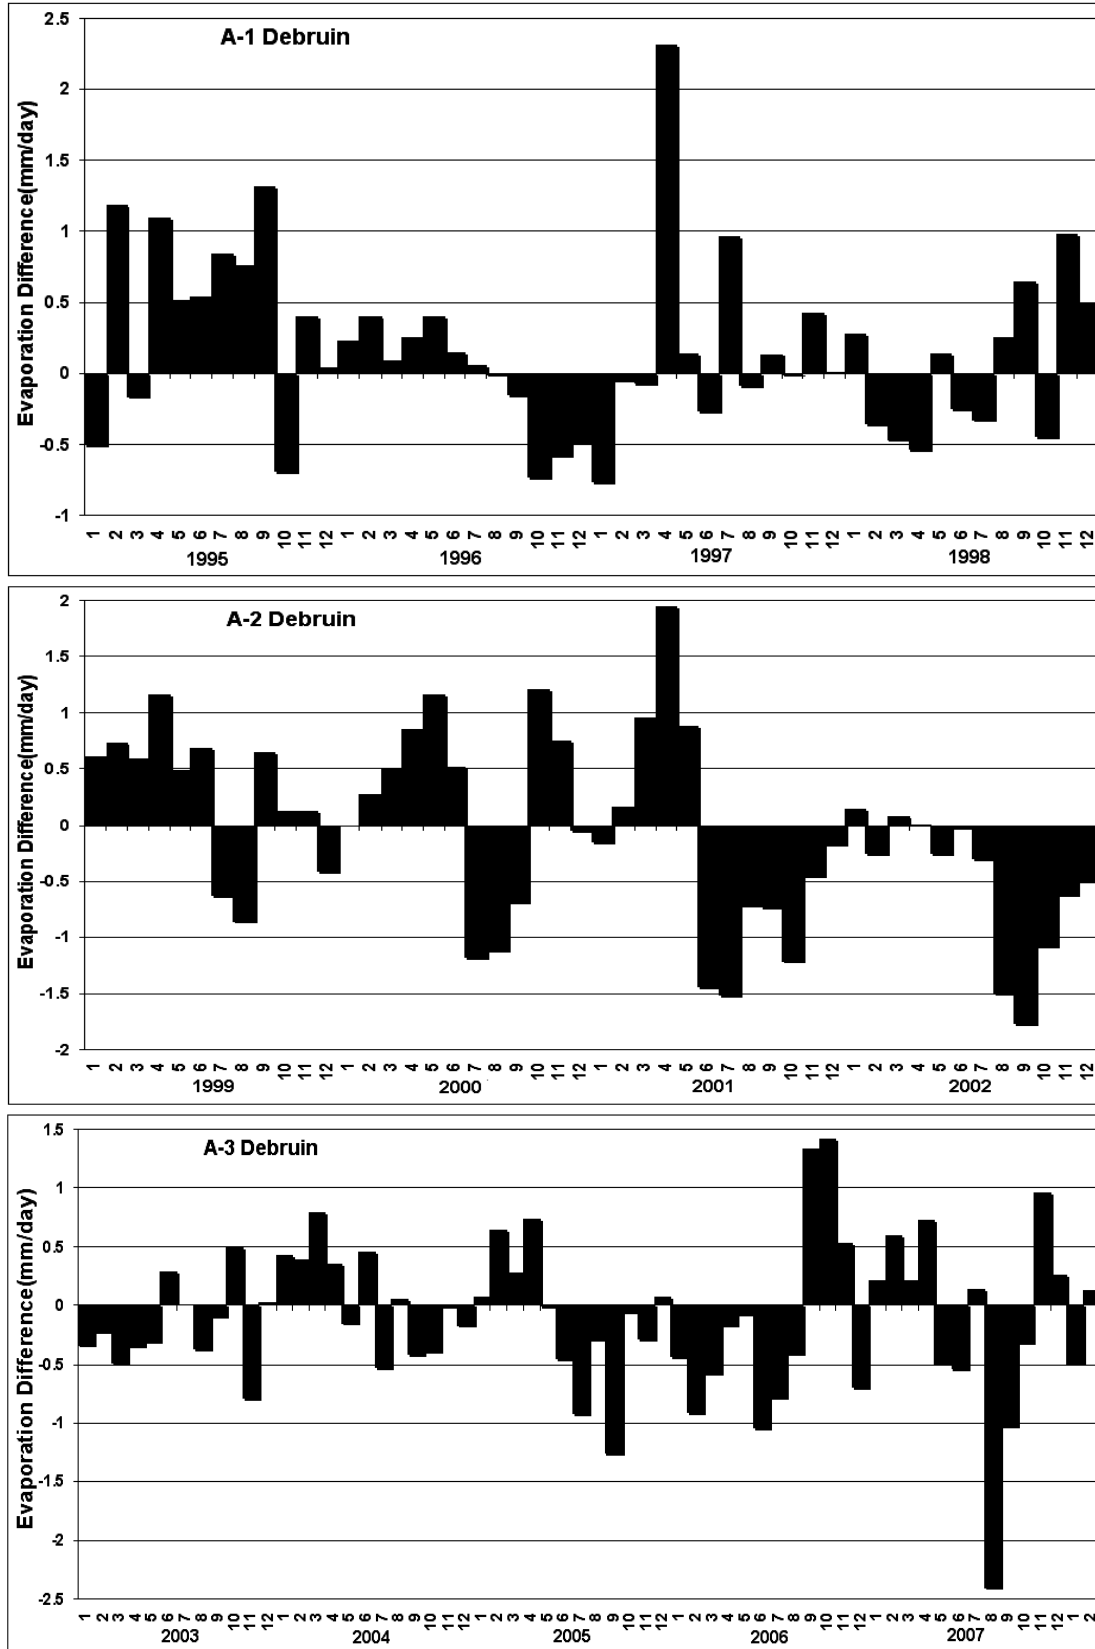 A-1 Debruin
Evaporation Difference(mm/day)
2.5
2
1.5
1
0.5
0
-0.5
-1
1 2 3 4 5 6 7 8 9 10 11 12 1 2 3 4 5 6 7 8 9 10 11 12 1 2 3 4 5 6 7 8 9 10 11 12 1 2 3 4 5 6 7 8 9 10 11 12
1995 1996 1997 1998
A-2 Debruin
Evaporation Difference(mm/day)
2
1.5
1
0.5
0
-0.5
-1
-1.5
-2
1 2 3 4 5 6 7 8 9 10 11 12 1 2 3 4 5 6 7 8 9 10 11 12 1 2 3 4 5 6 7 8 9 10 11 12 1 2 3 4 5 6 7 8 9 10 11 12
1999 2000 2001 2002
A-3 Debruin
Evaporation Difference(mm/day)
1.5
1
0.5
0
-0.5
-1
-1.5
-2
-2.5
1 2 3 4 5 6 7 8 9 10 11 12 1 2 3 4 5 6 7 8 9 10 11 12 1 2 3 4 5 6 7 8 9 10 11 12 1 2 3 4 5 6 7 8 9 10 11 12 1 2 3 4 5 6 7 8 9 10 11 12 1 2
2003 2004 2005 2006 2007